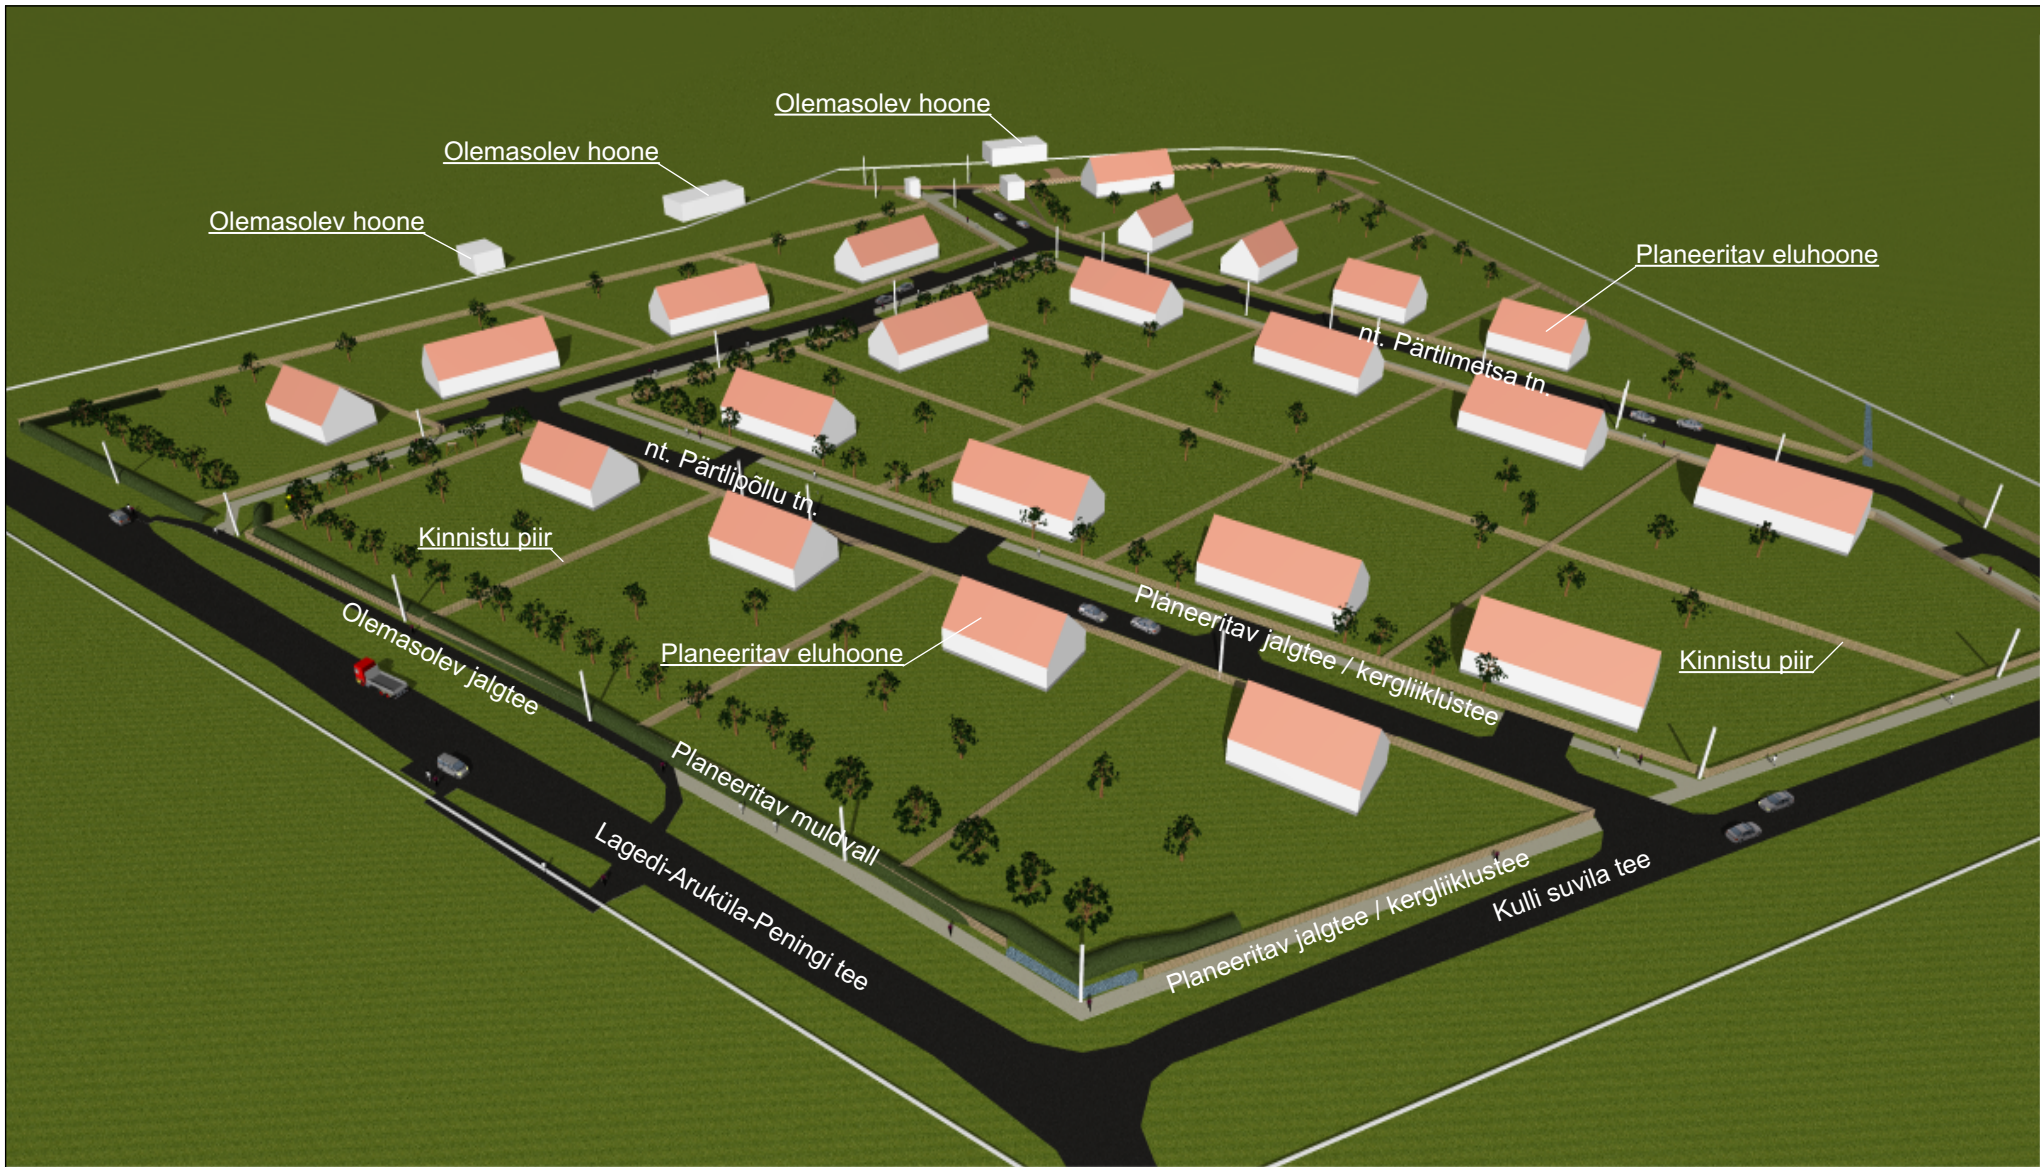 Olemasolev hoone
Olemasolev hoone
Olemasolev hoone
Planeeritav eluhoone
nt. Pärtlimetsa tn.
nt. Pärtlipõllu tn.
Kinnistu piir
Planeeritav jalgtee / kergliiklustee
Olemasolev jalgtee
Planeeritav eluhoone
Kinnistu piir
Planeeritav muldvall
Lagedi-Aruküla-Peningi tee
Planeeritav jalgtee / kergliiklustee
Kulli suvila tee